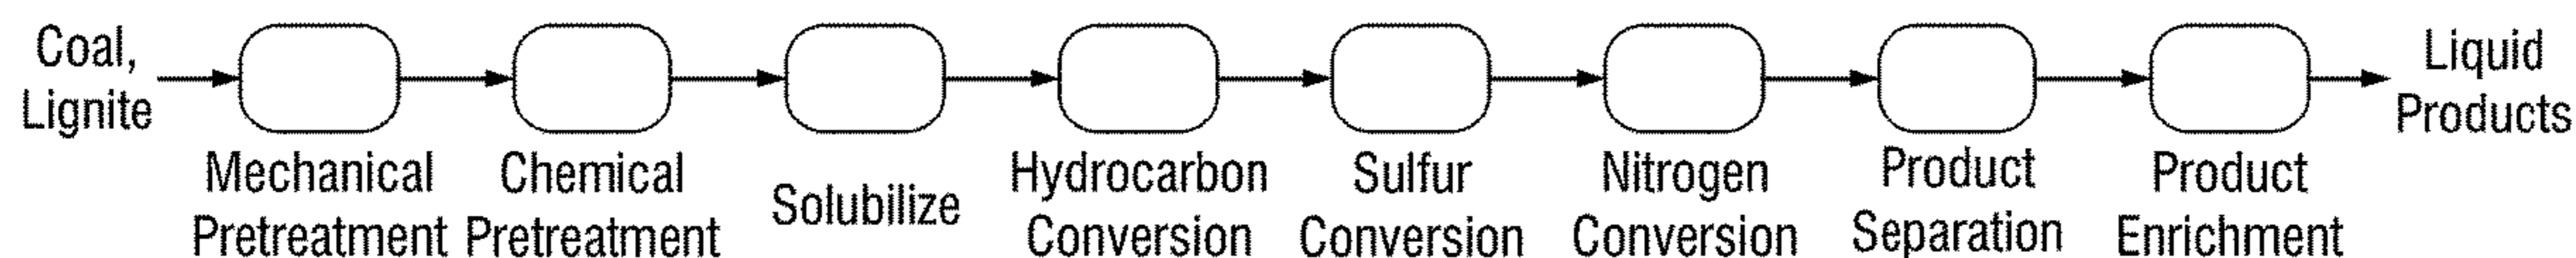 Coal,
Lignite
Mechanical
Pretreatment
Chemical
Pretreatment
Solubilize
Hydrocarbon
Conversion
Sulfur
Conversion
Nitrogen
Conversion
Product
Separation
Product
Enrichment
Liquid
Products